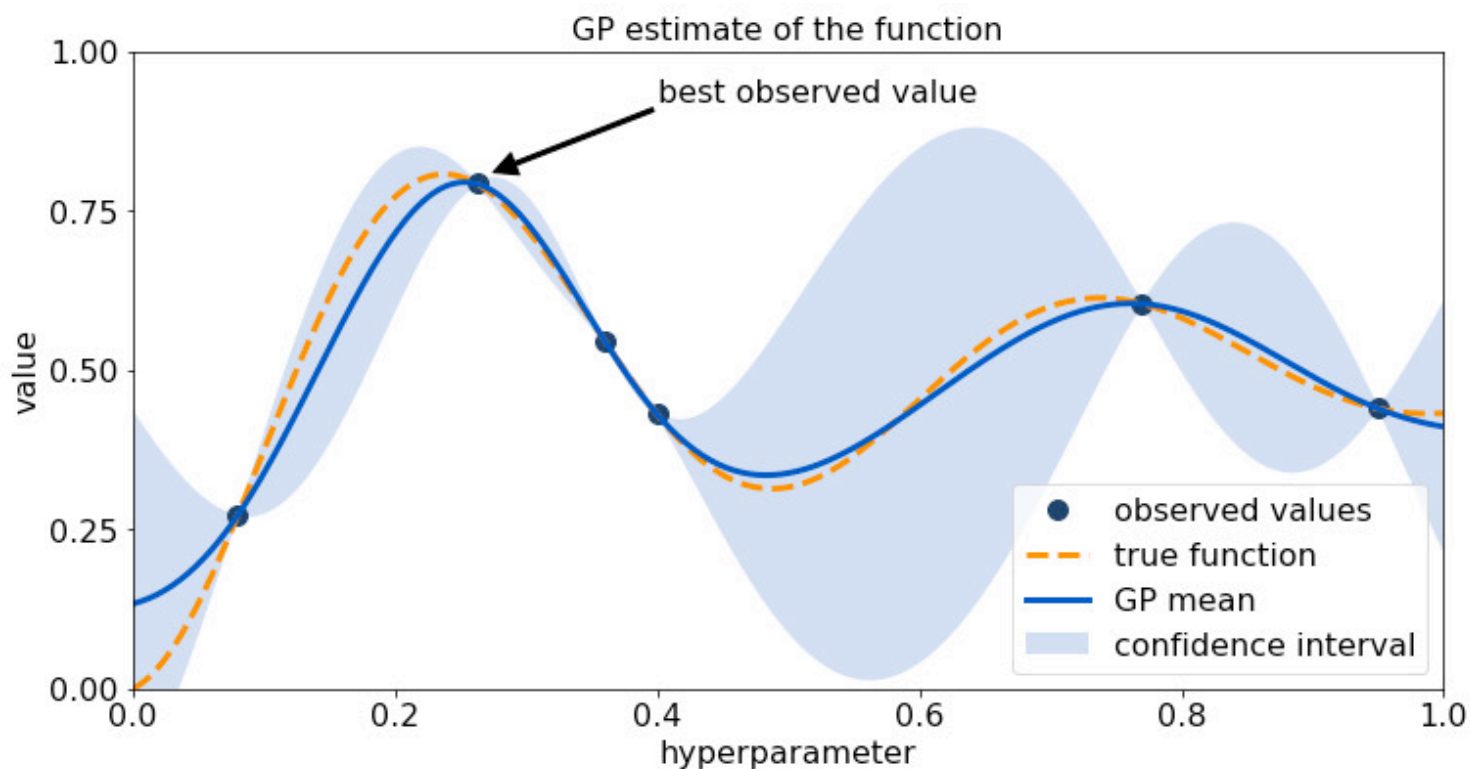 GP estimate of the function
1.00
best observed value
0.75
value
0.50
0.25
observed values
true function
GP mean
confidence interval
0.00
0.0 0.2 0.4 0.6 0.8 1.0
hyperparameter